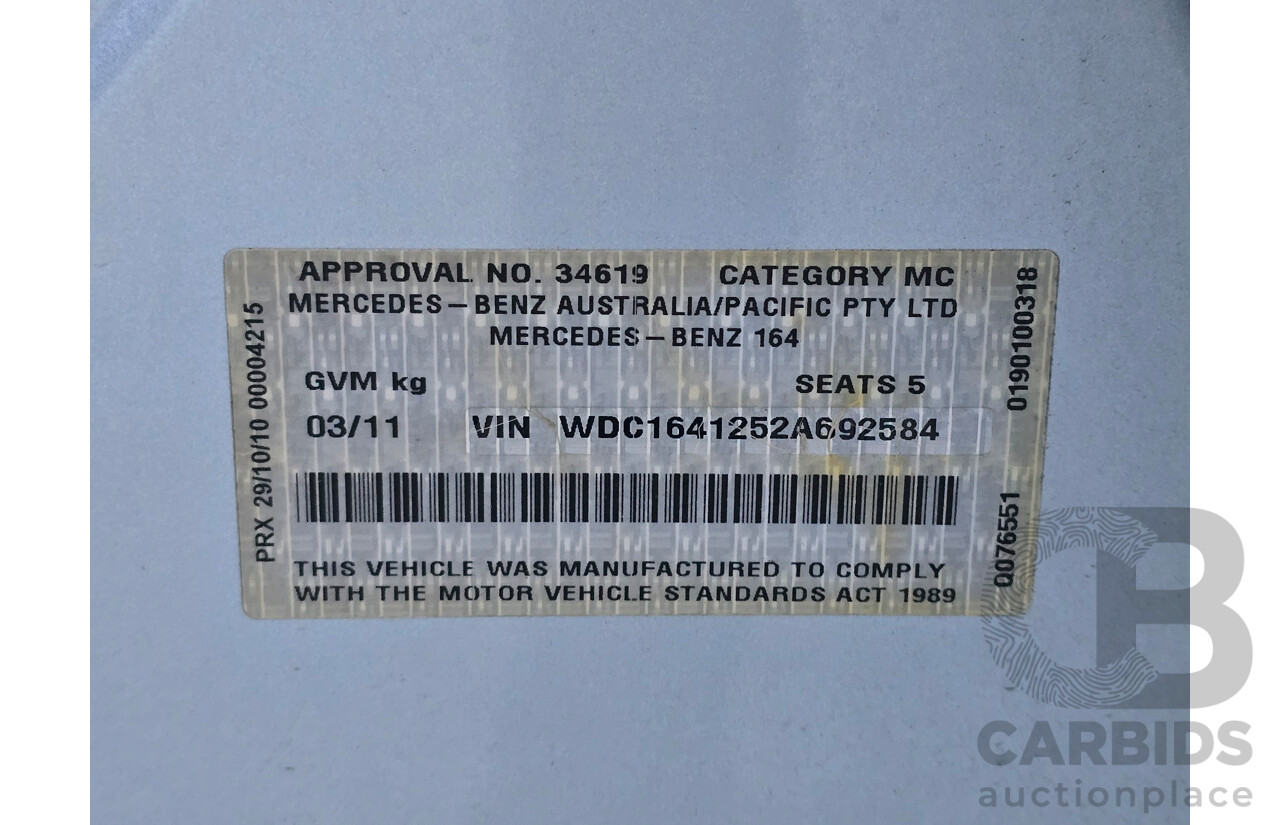 APPROVAL NO. 34619 CATEGORY MC
MERCEDES-BENZ AUSTRALIA/PACIFIC PTY LTD
MERCEDES-BENZ 164
GVM kg SEATS 5
03/11 VIN WDC1641252A692584
THIS VEHICLE WAS MANUFACTURED TO COMPLY
WITH THE MOTOR VEHICLE STANDARDS ACT 1989
PRX 29/10/10 00004215
0190100318
Q076551
CB
CARBIDS
auctionplace